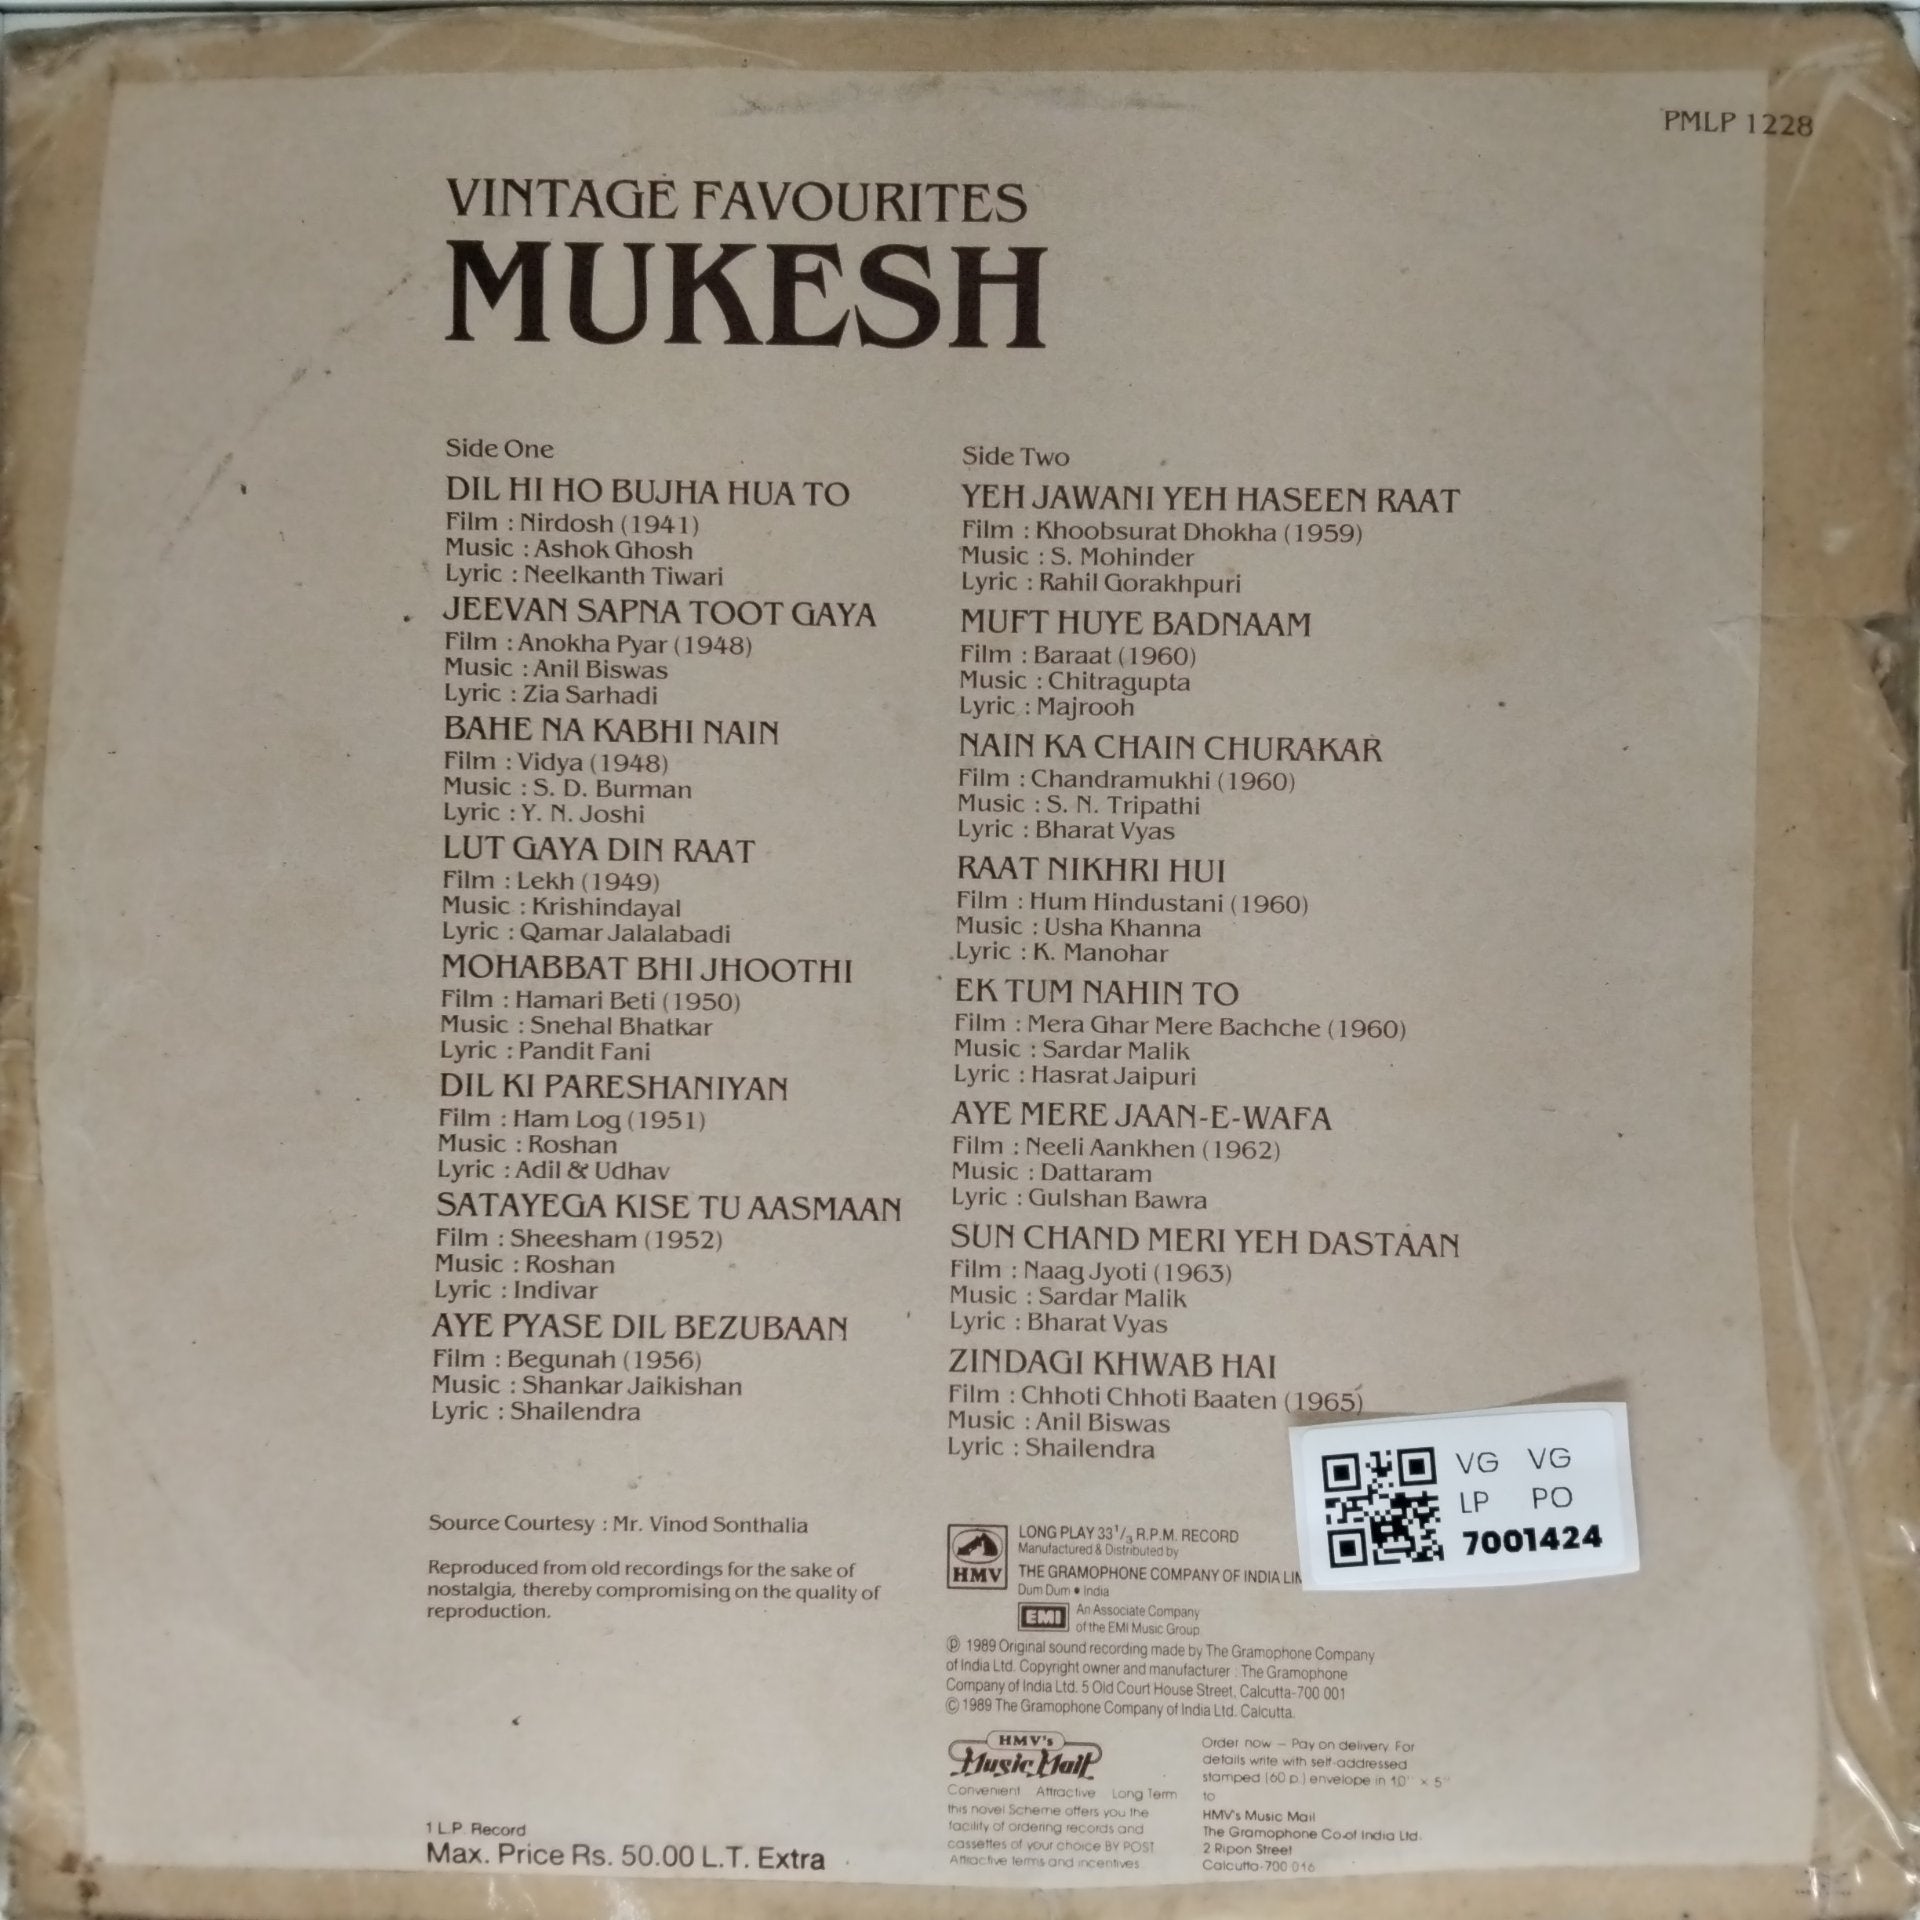 PMLP 1228
VINTAGE FAVOURITES
MUKESH
Side One
DIL HI HO BUJHA HUA TO
Film : Nirdosh (1941)
Music : Ashok Ghosh
Lyric : Neelkanth Tiwari
JEEVAN SAPNA TOOT GAYA
Film : Anokha Pyar (1948)
Music : Anil Biswas
Lyric : Zia Sarhadi
BAHE NA KABHI NAIN
Film : Vidya (1948)
Music : S. D. Burman
Lyric : Y. N. Joshi
LUT GAYA DIN RAAT
Film : Lekh (1949)
Music : Krishindayal
Lyric : Qamar Jalalabadi
MOHABBAT BHI JHOOTHI
Film : Hamari Beti (1950)
Music : Snehal Bhatkar
Lyric : Pandit Fani
DIL KI PARESHANIYAN
Film : Ham Log (1951)
Music : Roshan
Lyric : Adil & Udhav
SATAYEGA KISE TU AASMAAN
Film : Sheesham (1952)
Music : Roshan
Lyric : Indivar
AYE PYASE DIL BEZUBAAN
Film : Begunah (1956)
Music : Shankar Jaikishan
Lyric : Shailendra
Side Two
YEH JAWANI YEH HASEEN RAAT
Film : Khoobsurat Dhokha (1959)
Music : S. Mohinder
Lyric : Rahil Gorakhpuri
MUFT HUYE BADNAAM
Film : Baraat (1960)
Music : Chitragupta
Lyric : Majrooh
NAIN KA CHAIN CHURAKAR
Film : Chandramukhi (1960)
Music : S. N. Tripathi
Lyric : Bharat Vyas
RAAT NIKHRI HUI
Film : Hum Hindustani (1960)
Music : Usha Khanna
Lyric : K. Manohar
EK TUM NAHIN TO
Film : Mera Ghar Mere Bachche (1960)
Music : Sardar Malik
Lyric : Hasrat Jaipuri
AYE MERE JAAN-E-WAFA
Film : Neeli Aankhen (1962)
Music : Dattaram
Lyric : Gulshan Bawra
SUN CHAND MERI YEH DASTAAN
Film : Naag Jyoti (1963)
Music : Sardar Malik
Lyric : Bharat Vyas
ZINDAGI KHWAB HAI
Film : Chhoti Chhoti Baaten (1965)
Music : Anil Biswas
Lyric : Shailendra
VG VG
LP PO
7001424
Source Courtesy : Mr. Vinod Sonthalia
Reproduced from old recordings for the sake of
nostalgia, thereby compromising on the quality of
reproduction.
HMV
LONG PLAY 33 1/3 R.P.M. RECORD
Manufactured & Distributed by
THE GRAMOPHONE COMPANY OF INDIA
Dum Dum • India
EMI
An Associate Company
of the EMI Music Group.
℗ 1989 Original sound recording made by The Gramophone Company
of India Ltd. Copyright owner and manufacturer : The Gramophone
Company of India Ltd. 5 Old Court House Street, Calcutta-700 001
© 1989 The Gramophone Company of India Ltd. Calcutta.
HMV's
Music Mail
Convenient Attractive Long Term
this novel Scheme offers you the
facility of ordering records and
cassettes of your choice BY POST
Attractive terms and incentives.
Order now – Pay on delivery. For
details write with self-addressed
stamped (60 p.) envelope in 10" × 5"
to
HMV's Music Mail
The Gramophone Co.of India Ltd.
2 Ripon Street
Calcutta-700 016
1 L.P. Record
Max. Price Rs. 50.00 L.T. Extra